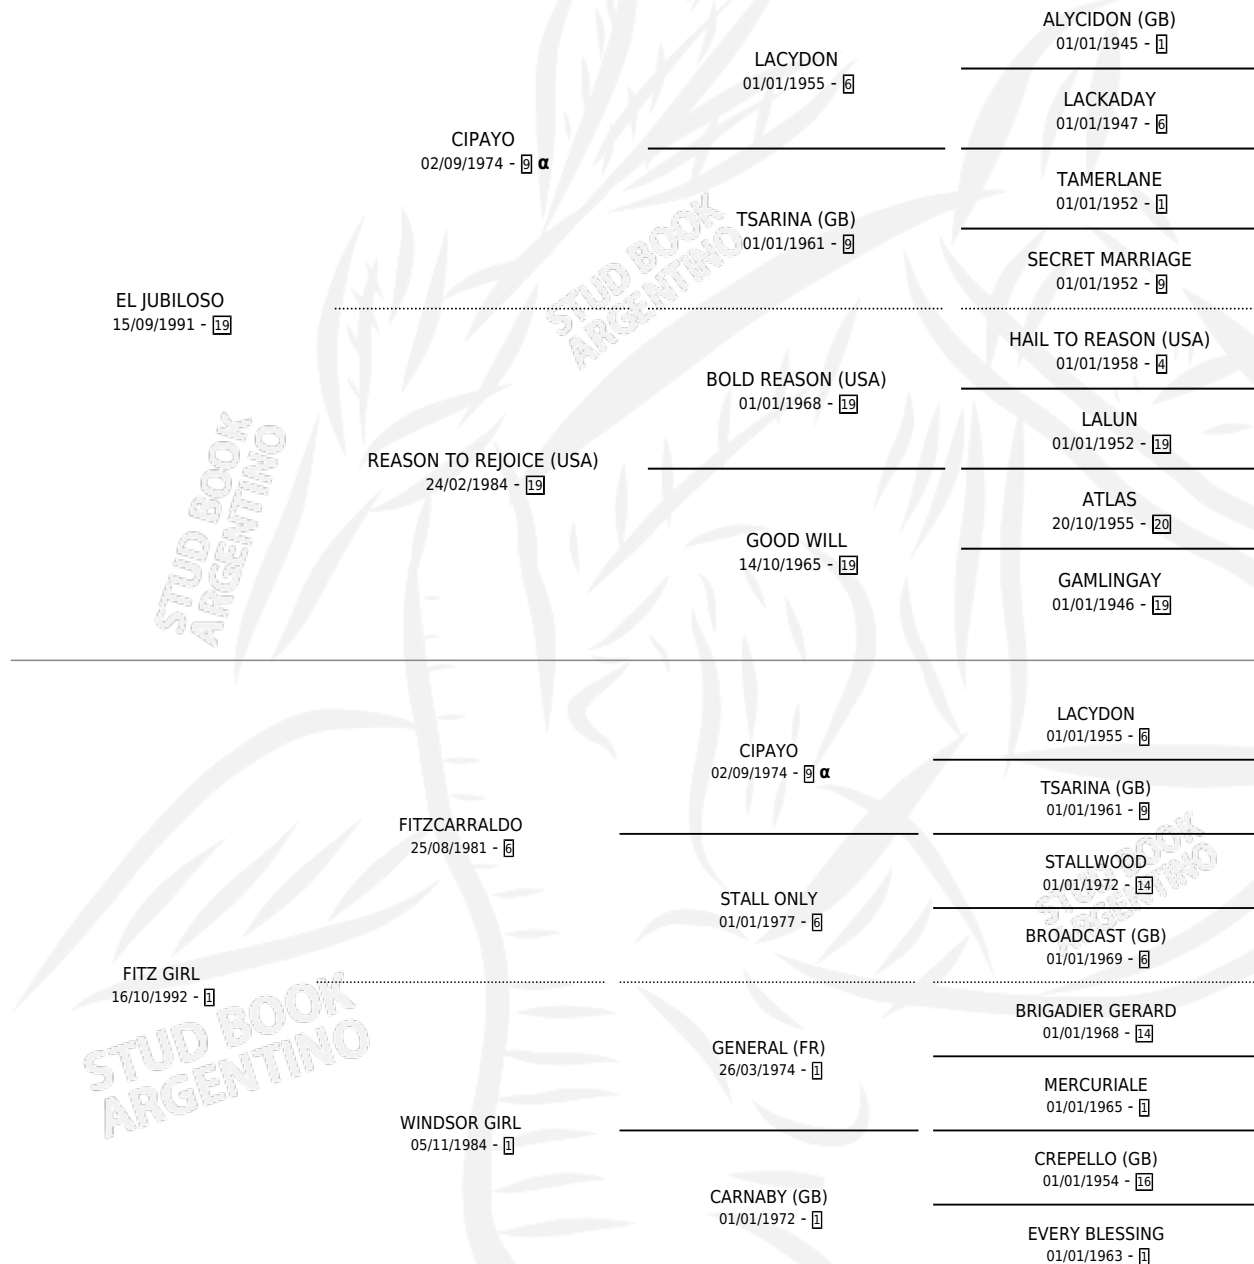 ALYCIDON (GB)
01/01/1945 - 1
LACYDON
01/01/1955 - 6
LACKADAY
01/01/1947 - 6
CIPAYO
02/09/1974 - 9 α
TAMERLANE
01/01/1952 - 1
TSARINA (GB)
01/01/1961 - 9
SECRET MARRIAGE
01/01/1952 - 9
EL JUBILOSO
15/09/1991 - 19
HAIL TO REASON (USA)
01/01/1958 - 4
BOLD REASON (USA)
01/01/1968 - 19
LALUN
01/01/1952 - 19
REASON TO REJOICE (USA)
24/02/1984 - 19
ATLAS
20/10/1955 - 20
GOOD WILL
14/10/1965 - 19
GAMLINGAY
01/01/1946 - 19
LACYDON
01/01/1955 - 6
CIPAYO
02/09/1974 - 9 α
TSARINA (GB)
01/01/1961 - 9
FITZCARRALDO
25/08/1981 - 6
STALLWOOD
01/01/1972 - 14
STALL ONLY
01/01/1977 - 6
BROADCAST (GB)
01/01/1969 - 6
FITZ GIRL
16/10/1992 - 1
BRIGADIER GERARD
01/01/1968 - 14
GENERAL (FR)
26/03/1974 - 1
MERCURIALE
01/01/1965 - 1
WINDSOR GIRL
05/11/1984 - 1
CREPELLO (GB)
01/01/1954 - 16
CARNABY (GB)
01/01/1972 - 1
EVERY BLESSING
01/01/1963 - 1
STUD BOOK
ARGENTINO
STUD BOOK
ARGENTINO
STUD BOOK
ARGENTINO
STUD BOOK
ARGENTINO